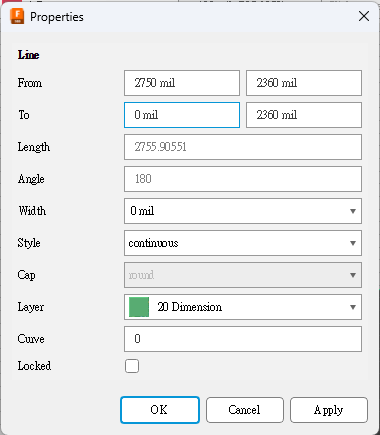 Properties
Line
From 2750 mil 2360 mil
To 0 mil 2360 mil
Length 2755.90551
Angle 180
Width 0 mil
Style continuous
Cap round
Layer 20 Dimension
Curve 0
Locked
OK Cancel Apply